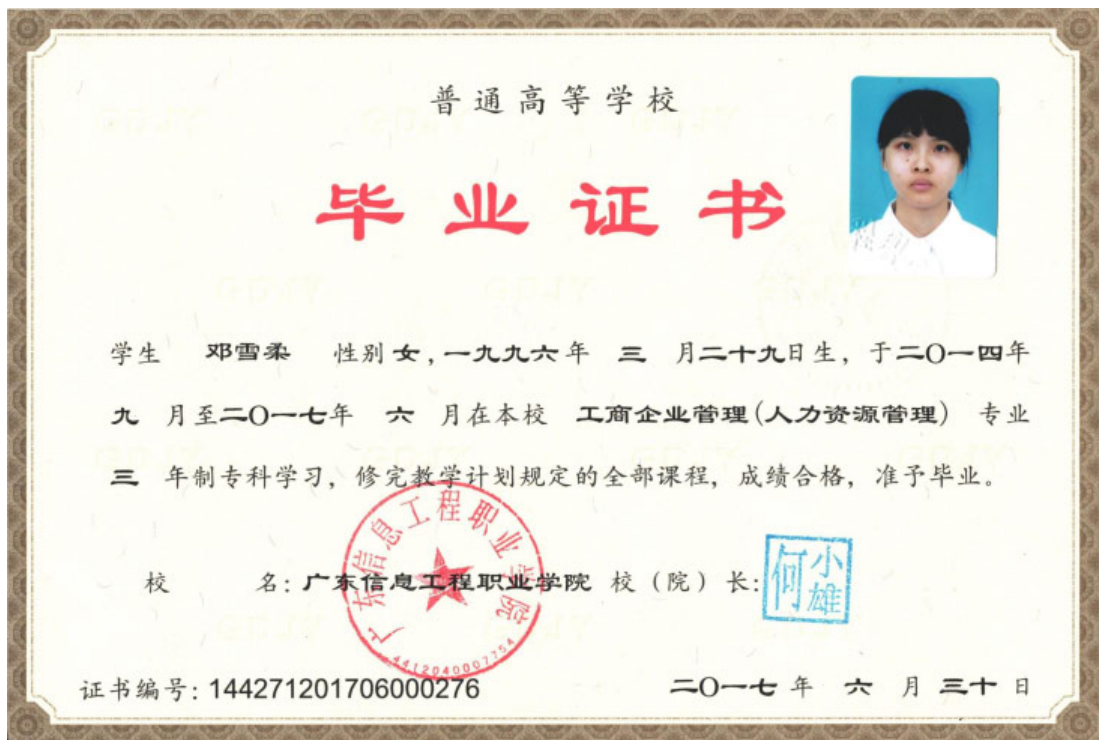 普通高等学校
毕业证书
学生 邓雪柔 性别女,一九九六年 三 月二十九日生,于二O一四年
九 月至二O一七年 六 月在本校 工商企业管理(人力资源管理) 专业
三 年制专科学习,修完教学计划规定的全部课程,成绩合格,准予毕业。
广东信息工程职业学院
4412040007754
校 名:广东信息工程职业学院 校(院)长:
何小雄
证书编号:144271201706000276
二O一七 年 六 月 三十 日